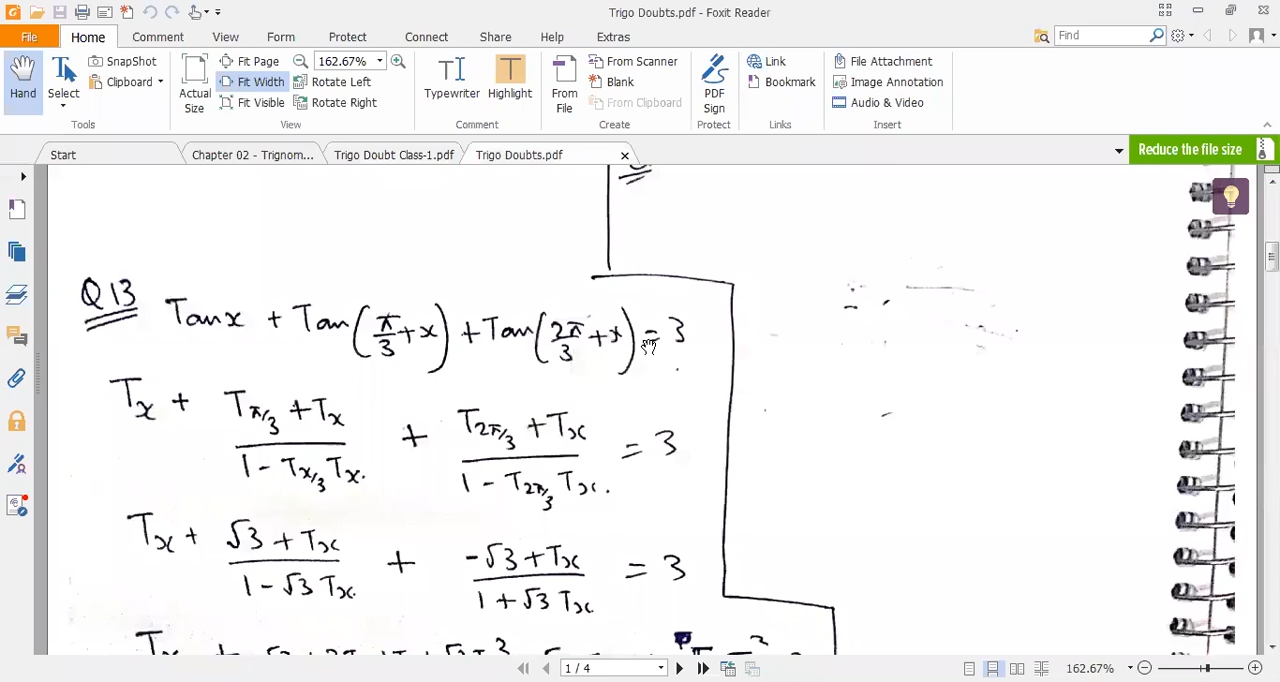 Trigo Doubts.pdf - Foxit Reader
File Home Comment View Form Protect Connect Share Help Extras Find
Hand
Select
SnapShot
Clipboard
Actual Size
Fit Page
Fit Width
Fit Visible
162.67%
Rotate Left
Rotate Right
Typewriter
Highlight
From File
From Scanner
Blank
From Clipboard
PDF Sign
Link
Bookmark
File Attachment
Image Annotation
Audio & Video
Tools View Comment Create Protect Links Insert
Start Chapter 02 - Trignom... Trigo Doubt Class-1.pdf Trigo Doubts.pdf Reduce the file size
Q13 Tanx + Tan(π/3 + x) + Tan(2π/3 + x) = 3
Tx + (Tπ/3 + Tx)/(1 - Tπ/3 Tx.) + (T2π/3 + Tx)/(1 - T2π/3 Tx.) = 3
Tx + (√3 + Tx)/(1 - √3 Tx.) + (-√3 + Tx)/(1 + √3 Tx) = 3
1 / 4 162.67%